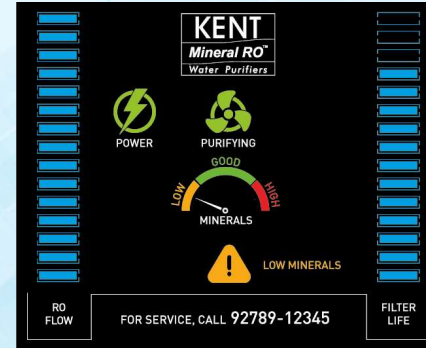 KENT
Mineral RO™
Water Purifiers
POWER
PURIFYING
LOW
GOOD
HIGH
MINERALS
LOW MINERALS
RO FLOW
FOR SERVICE, CALL 92789-12345
FILTER LIFE